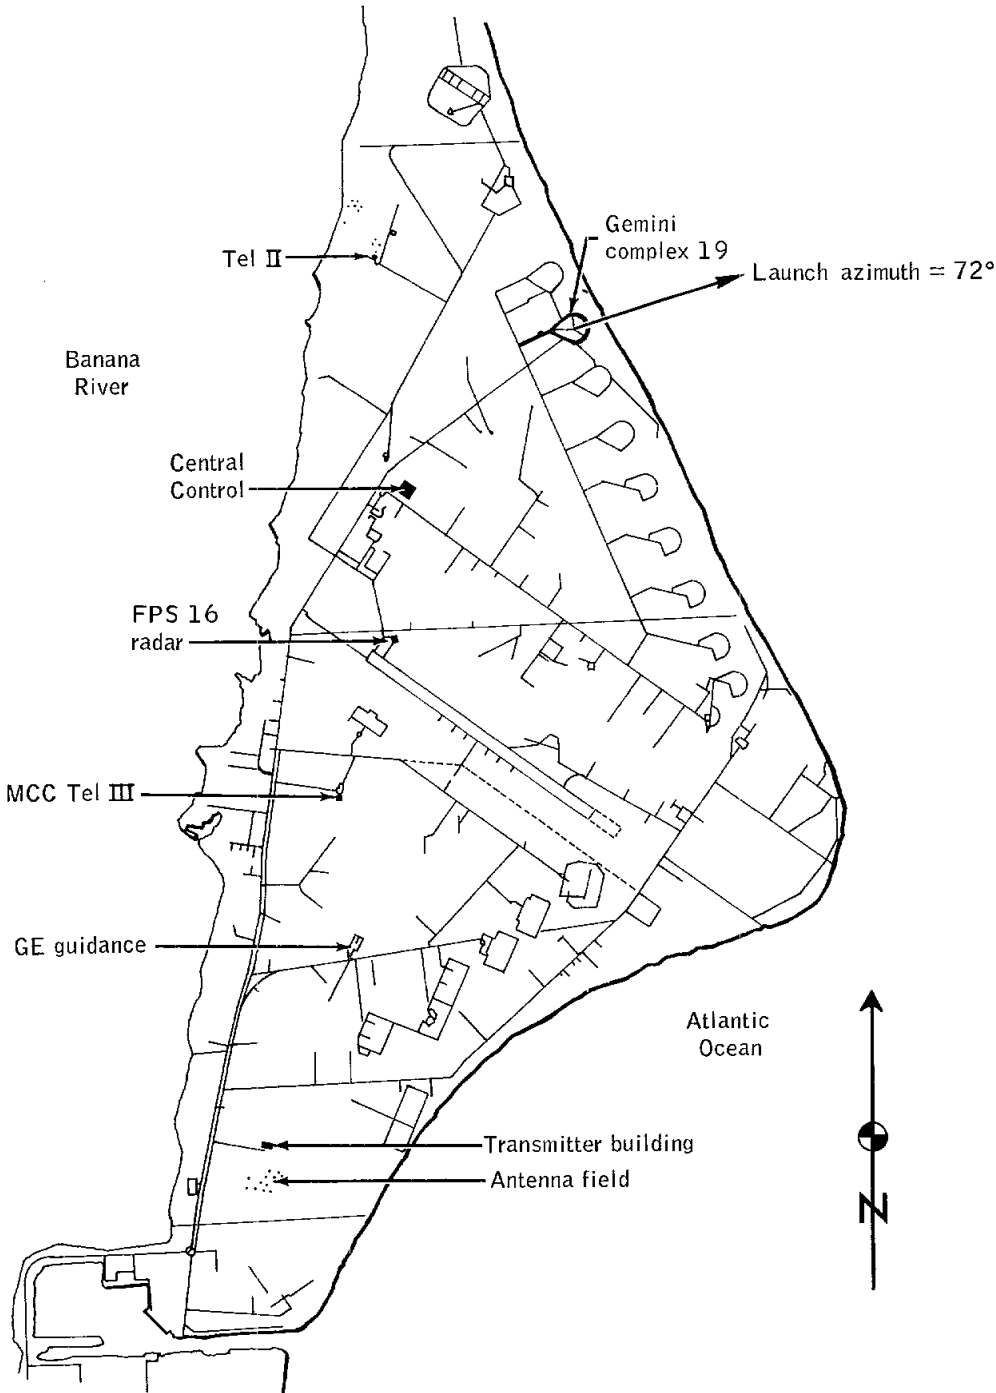 Gemini
complex 19
Tel II
Launch azimuth = 72°
Banana
River
Central
Control
FPS 16
radar
MCC Tel III
GE guidance
Atlantic
Ocean
Transmitter building
Antenna field
N